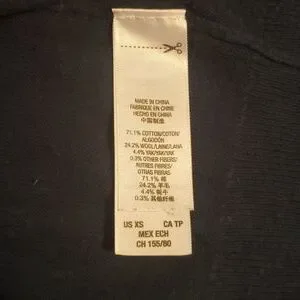 MADE IN CHINA
FABRIQUE EN CHINE
HECHO EN CHINA
中国制造
71.1% COTTON/COTON/
ALGODÓN
24.2% WOOL/LAINE/LANA
4.4% YAK/YAK/YAK
0.3% OTHER FIBERS/
AUTRES FIBRES/
OTRAS FIBRAS
71.1% 棉
24.2% 羊毛
4.4% 牦牛
0.3% 其他纤维
US XS CA TP
MEX ECH
CH 155/80